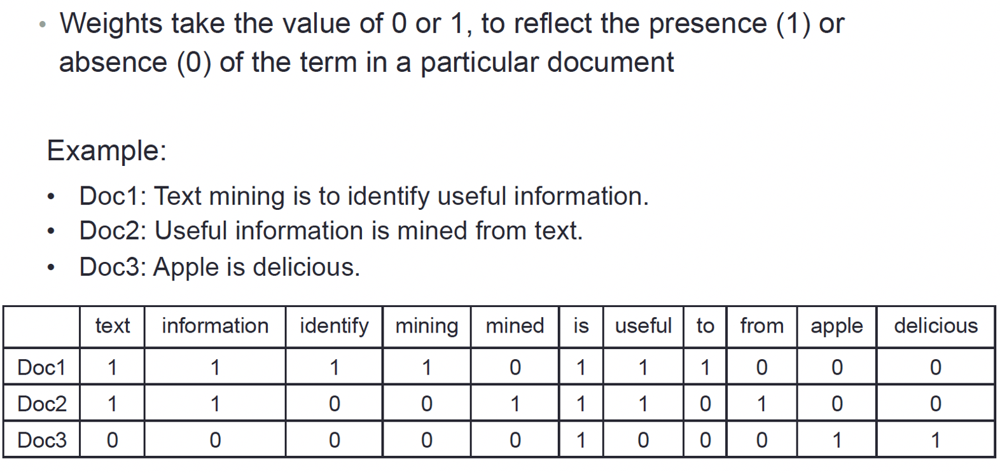 • Weights take the value of 0 or 1, to reflect the presence (1) or
absence (0) of the term in a particular document
Example:
• Doc1: Text mining is to identify useful information.
• Doc2: Useful information is mined from text.
• Doc3: Apple is delicious.
text information identify mining mined is useful to from apple delicious
Doc1 1 1 1 1 0 1 1 1 0 0 0
Doc2 1 1 0 0 1 1 1 0 1 0 0
Doc3 0 0 0 0 0 1 0 0 0 1 1